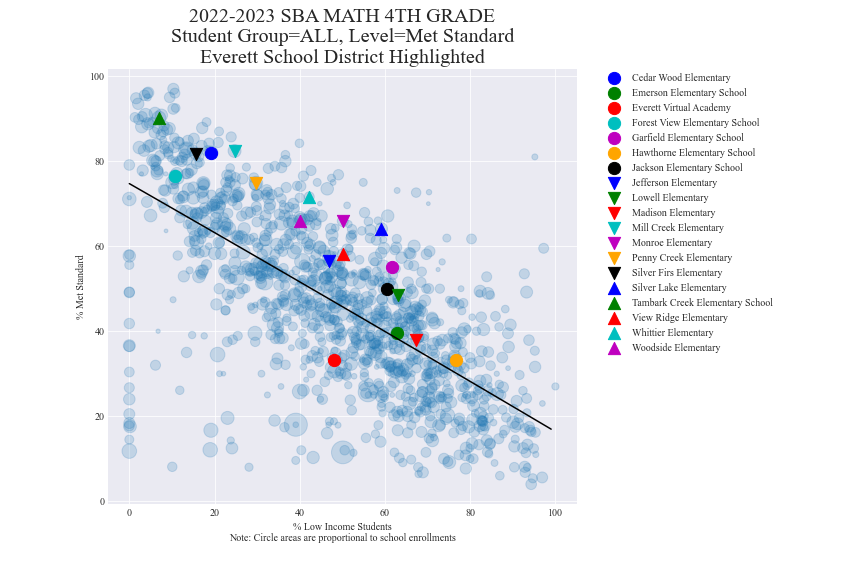 2022-2023 SBA MATH 4TH GRADE
Student Group=ALL, Level=Met Standard
Everett School District Highlighted
100
80
60
40
20
0
% Met Standard
0 20 40 60 80 100
% Low Income Students
Note: Circle areas are proportional to school enrollments
Cedar Wood Elementary
Emerson Elementary School
Everett Virtual Academy
Forest View Elementary School
Garfield Elementary School
Hawthorne Elementary School
Jackson Elementary School
Jefferson Elementary
Lowell Elementary
Madison Elementary
Mill Creek Elementary
Monroe Elementary
Penny Creek Elementary
Silver Firs Elementary
Silver Lake Elementary
Tambark Creek Elementary School
View Ridge Elementary
Whittier Elementary
Woodside Elementary